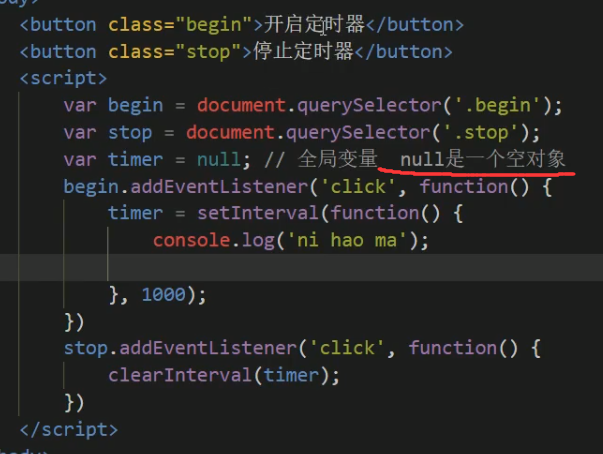 body>
<button class="begin">开启定时器</button>
<button class="stop">停止定时器</button>
<script>
var begin = document.querySelector('.begin');
var stop = document.querySelector('.stop');
var timer = null; // 全局变量  null是一个空对象
begin.addEventListener('click', function() {
timer = setInterval(function() {
console.log('ni hao ma');
}, 1000);
})
stop.addEventListener('click', function() {
clearInterval(timer);
})
</script>
body>